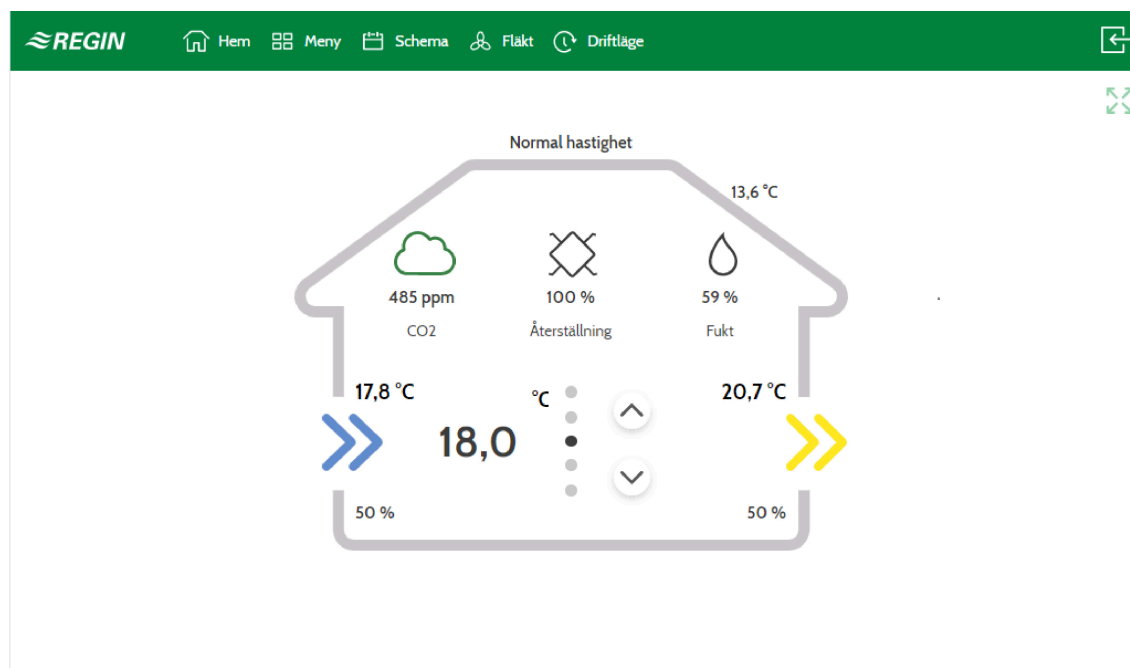 REGIN Hem Meny Schema Fläkt Driftläge
Normal hastighet
13,6 °C
485 ppm 100 % 59 %
CO2 Återställning Fukt
17,8 °C °C 20,7 °C
18,0
50 % 50 %